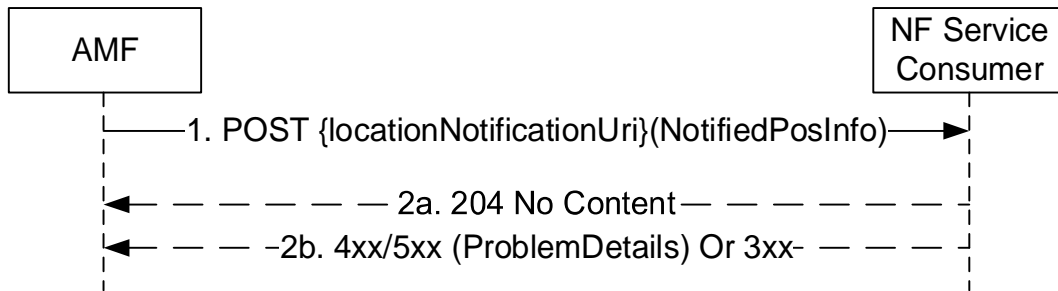 AMF
NF Service
Consumer
1. POST {locationNotificationUri}(NotifiedPosInfo)
2a. 204 No Content
2b. 4xx/5xx (ProblemDetails) Or 3xx